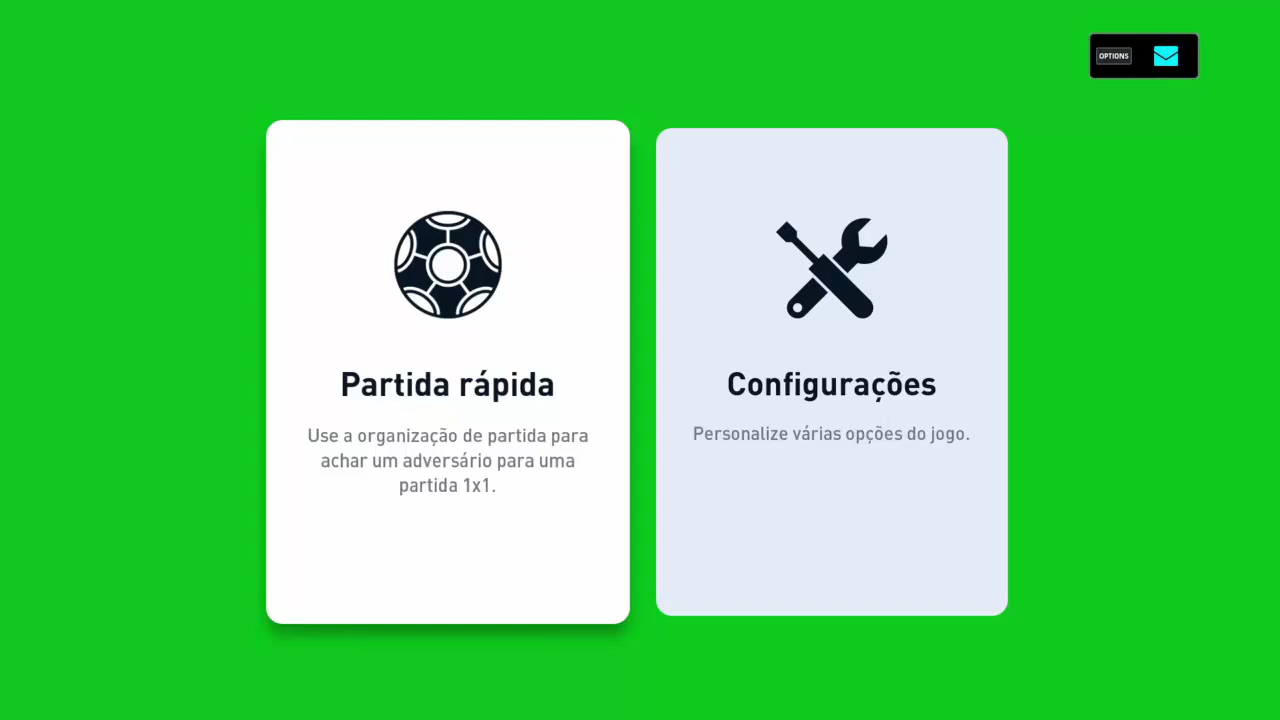 OPTIONS
Partida rápida
Use a organização de partida para
achar um adversário para uma
partida 1x1.
Configurações
Personalize várias opções do jogo.